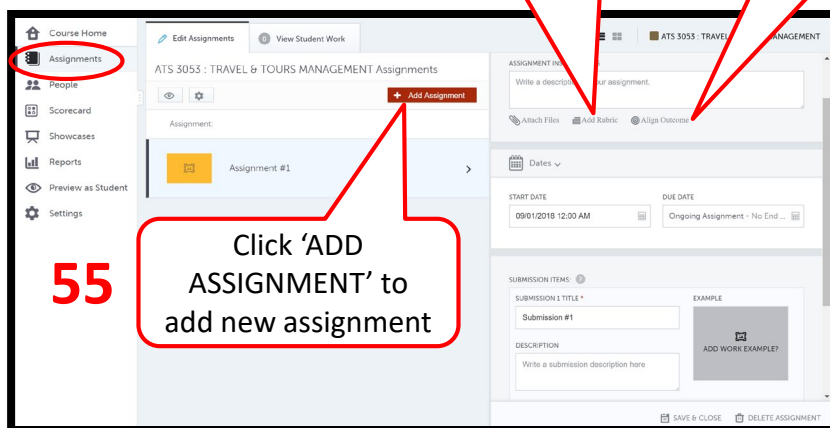 Course Home
Assignments
People
Scorecard
Showcases
Reports
Preview as Student
Settings
55
Edit Assignments
0 View Student Work
ATS 3053 : TRAVEL & TOURS MANAGEMENT Assignments
+ Add Assignment
Assignment:
Assignment #1
Click ‘ADD
ASSIGNMENT’ to
add new assignment
ATS 3053 : TRAVEL MANAGEMENT
ASSIGNMENT
Write a description your assignment.
Attach Files Add Rubric Align Outcome
Dates
START DATE DUE DATE
09/01/2018 12:00 AM Ongoing Assignment - No End ...
SUBMISSION ITEMS: ?
SUBMISSION 1 TITLE * EXAMPLE
Submission #1
ADD WORK EXAMPLE?
DESCRIPTION
Write a submission description here
SAVE & CLOSE DELETE ASSIGNMENT